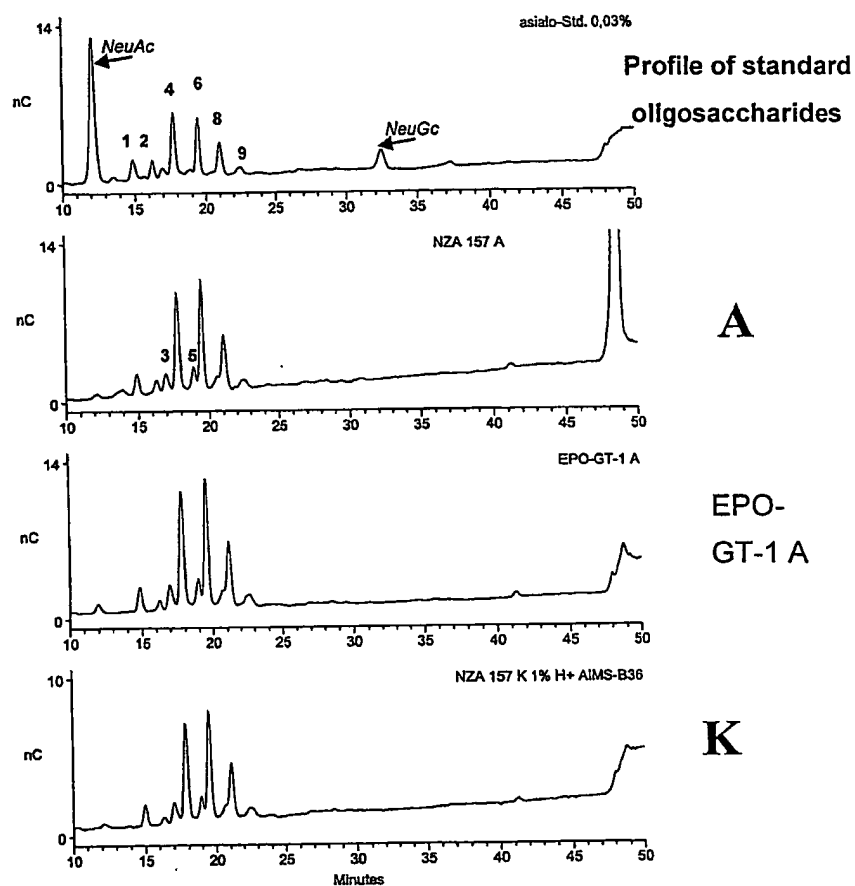 asialo-Std. 0,03%
14
nC
0
NeuAc
1 2 4 6 8 9
NeuGc
10 15 20 25 30 35 40 45 50
Profile of standard
oligosaccharides
NZA 157 A
14
nC
0
3 5
10 15 20 25 30 35 40 45 50
A
EPO-GT-1 A
14
nC
0
10 15 20 25 30 35 40 45 50
EPO-
GT-1 A
NZA 157 K 1% H+ AIMS-B36
10
nC
0
10 15 20 25 30 35 40 45 50
Minutes
K